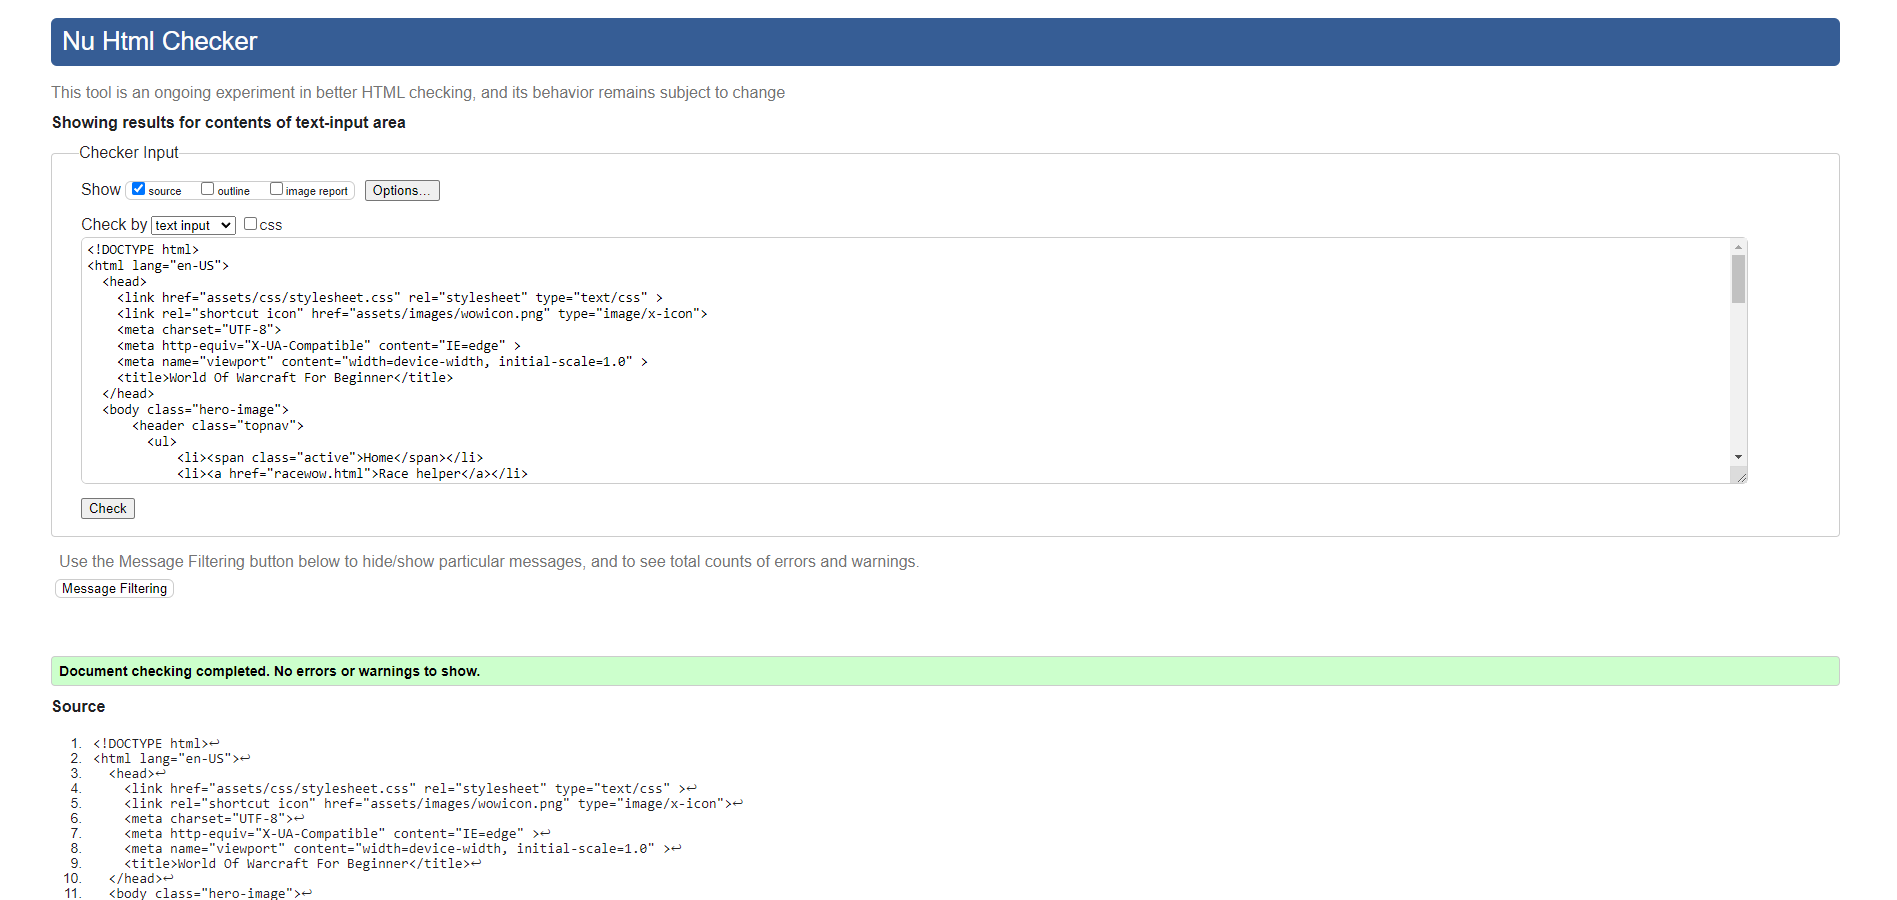 Nu Html Checker
This tool is an ongoing experiment in better HTML checking, and its behavior remains subject to change
Showing results for contents of text-input area
Checker Input
Show source outline image report Options...
Check by text input css
<!DOCTYPE html>
<html lang="en-US">
  <head>
    <link href="assets/css/stylesheet.css" rel="stylesheet" type="text/css" >
    <link rel="shortcut icon" href="assets/images/wowicon.png" type="image/x-icon">
    <meta charset="UTF-8">
    <meta http-equiv="X-UA-Compatible" content="IE=edge" >
    <meta name="viewport" content="width=device-width, initial-scale=1.0" >
    <title>World Of Warcraft For Beginner</title>
  </head>
  <body class="hero-image">
      <header class="topnav">
        <ul>
            <li><span class="active">Home</span></li>
            <li><a href="racewow.html">Race helper</a></li>
Check
Use the Message Filtering button below to hide/show particular messages, and to see total counts of errors and warnings.
Message Filtering
Document checking completed. No errors or warnings to show.
Source
1. <!DOCTYPE html>↩
2. <html lang="en-US">↩
3.   <head>↩
4.     <link href="assets/css/stylesheet.css" rel="stylesheet" type="text/css" >↩
5.     <link rel="shortcut icon" href="assets/images/wowicon.png" type="image/x-icon">↩
6.     <meta charset="UTF-8">↩
7.     <meta http-equiv="X-UA-Compatible" content="IE=edge" >↩
8.     <meta name="viewport" content="width=device-width, initial-scale=1.0" >↩
9.     <title>World Of Warcraft For Beginner</title>↩
10.   </head>↩
11.   <body class="hero-image">↩